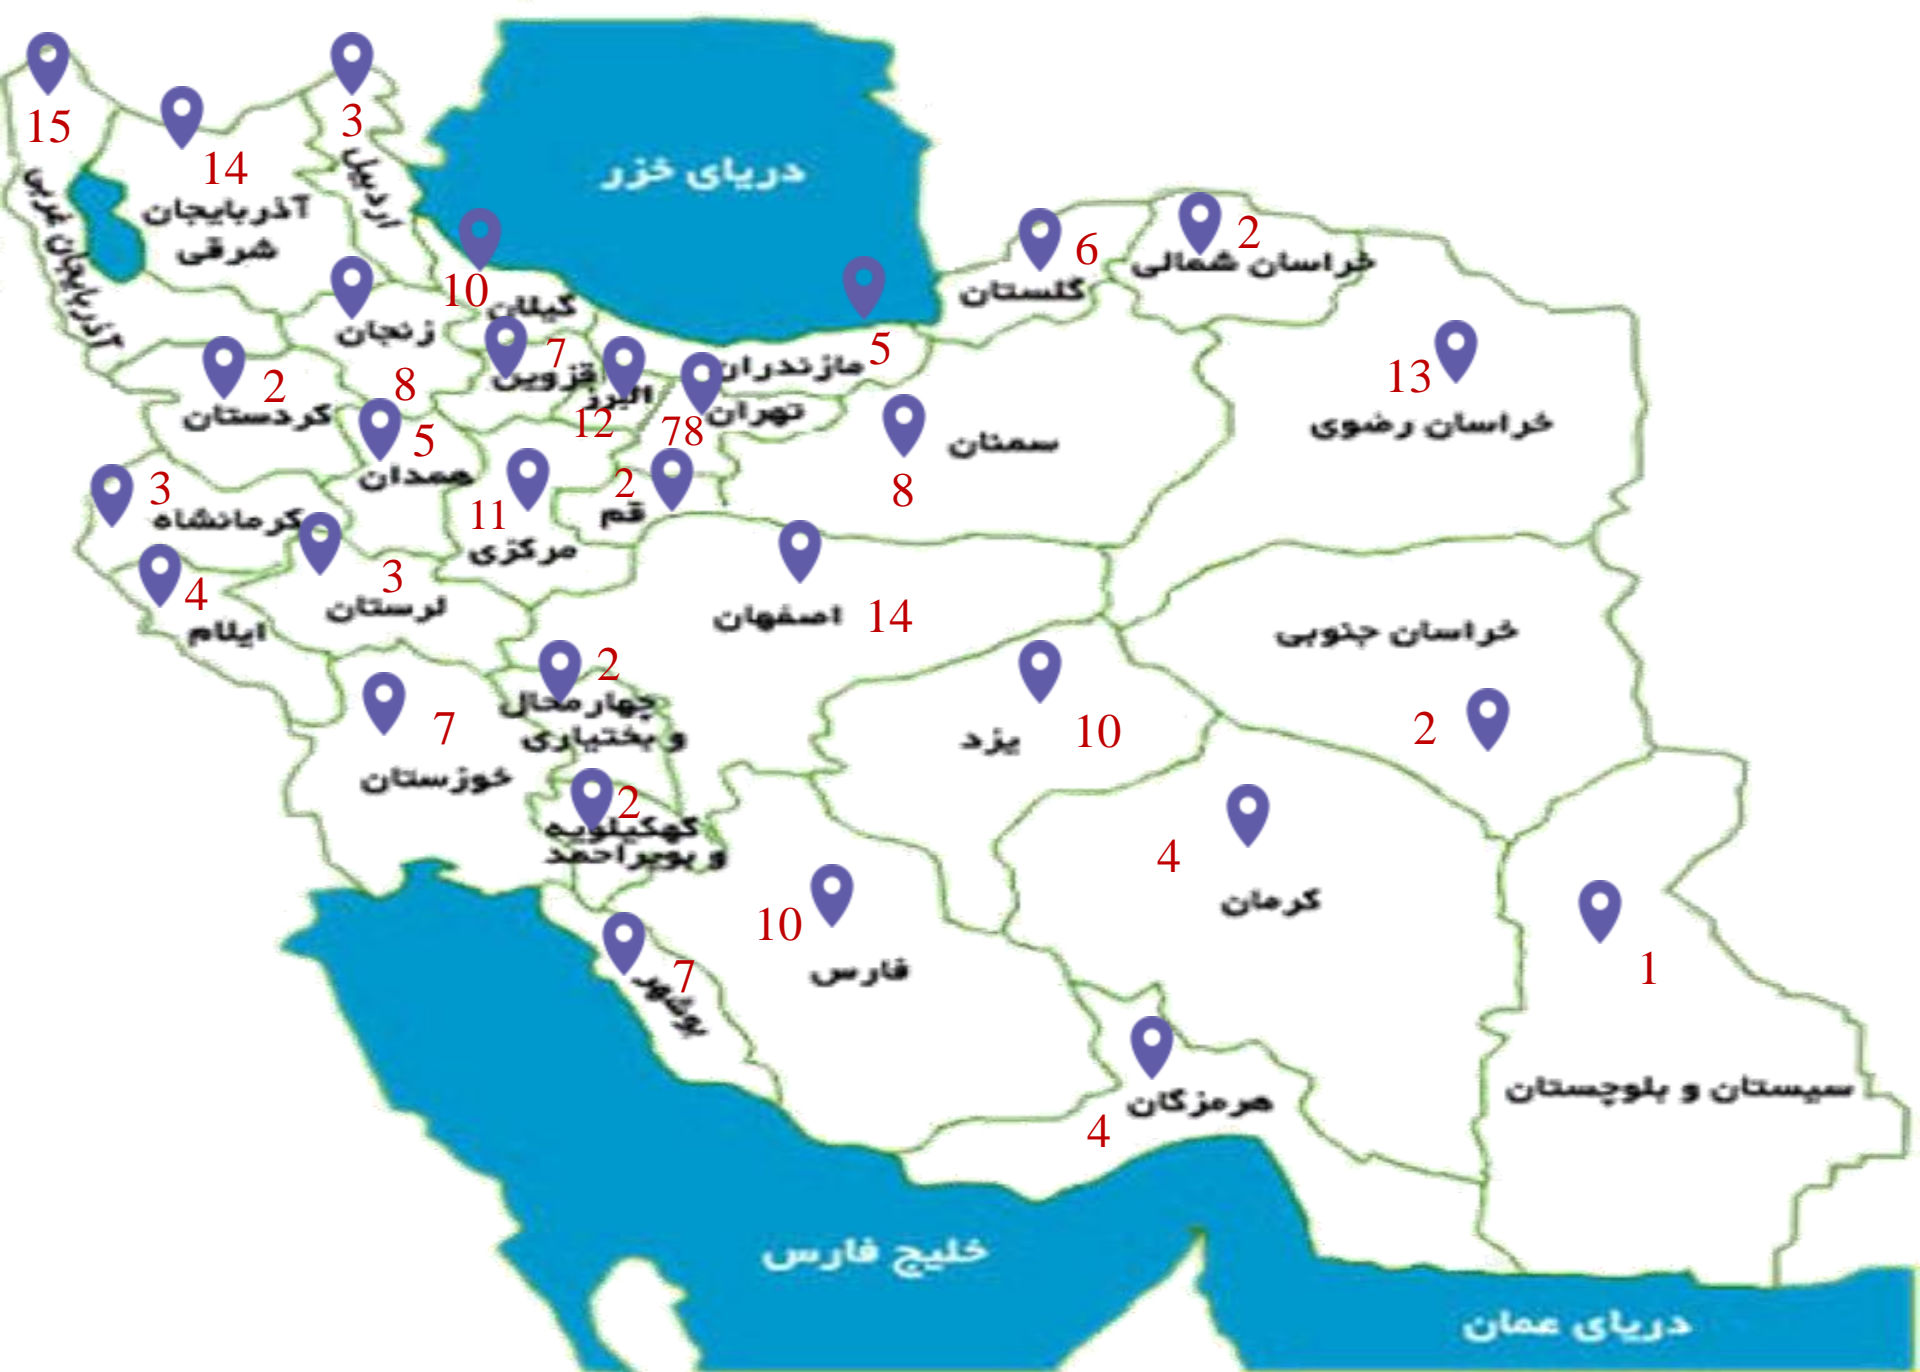 15
3
14
دریای خزر
آذربایجان
شرقی
اردبیل
آذربایجان غربی
2
خراسان شمالی
6
گلستان
10
گیلان
زنجان
7
قزوین
5
مازندران
البرز
12
تهران
78
13
خراسان رضوی
2
کردستان
8
5
همدان
سمنان
8
3
کرمانشاه
11
مرکزی
2
قم
4
ایلام
3
لرستان
اصفهان
14
خراسان جنوبی
2
2
چهارمحال
و بختیاری
7
خوزستان
یزد
10
2
کهکیلویه
و بویراحمد
4
کرمان
10
فارس
7
بوشهر
1
سیستان و بلوچستان
هرمزگان
4
خلیج فارس
دریای عمان